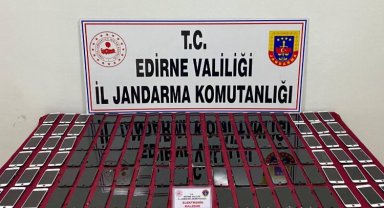 T.C.
EDİRNE VALİLİĞİ
İL JANDARMA KOMUTANLIĞI